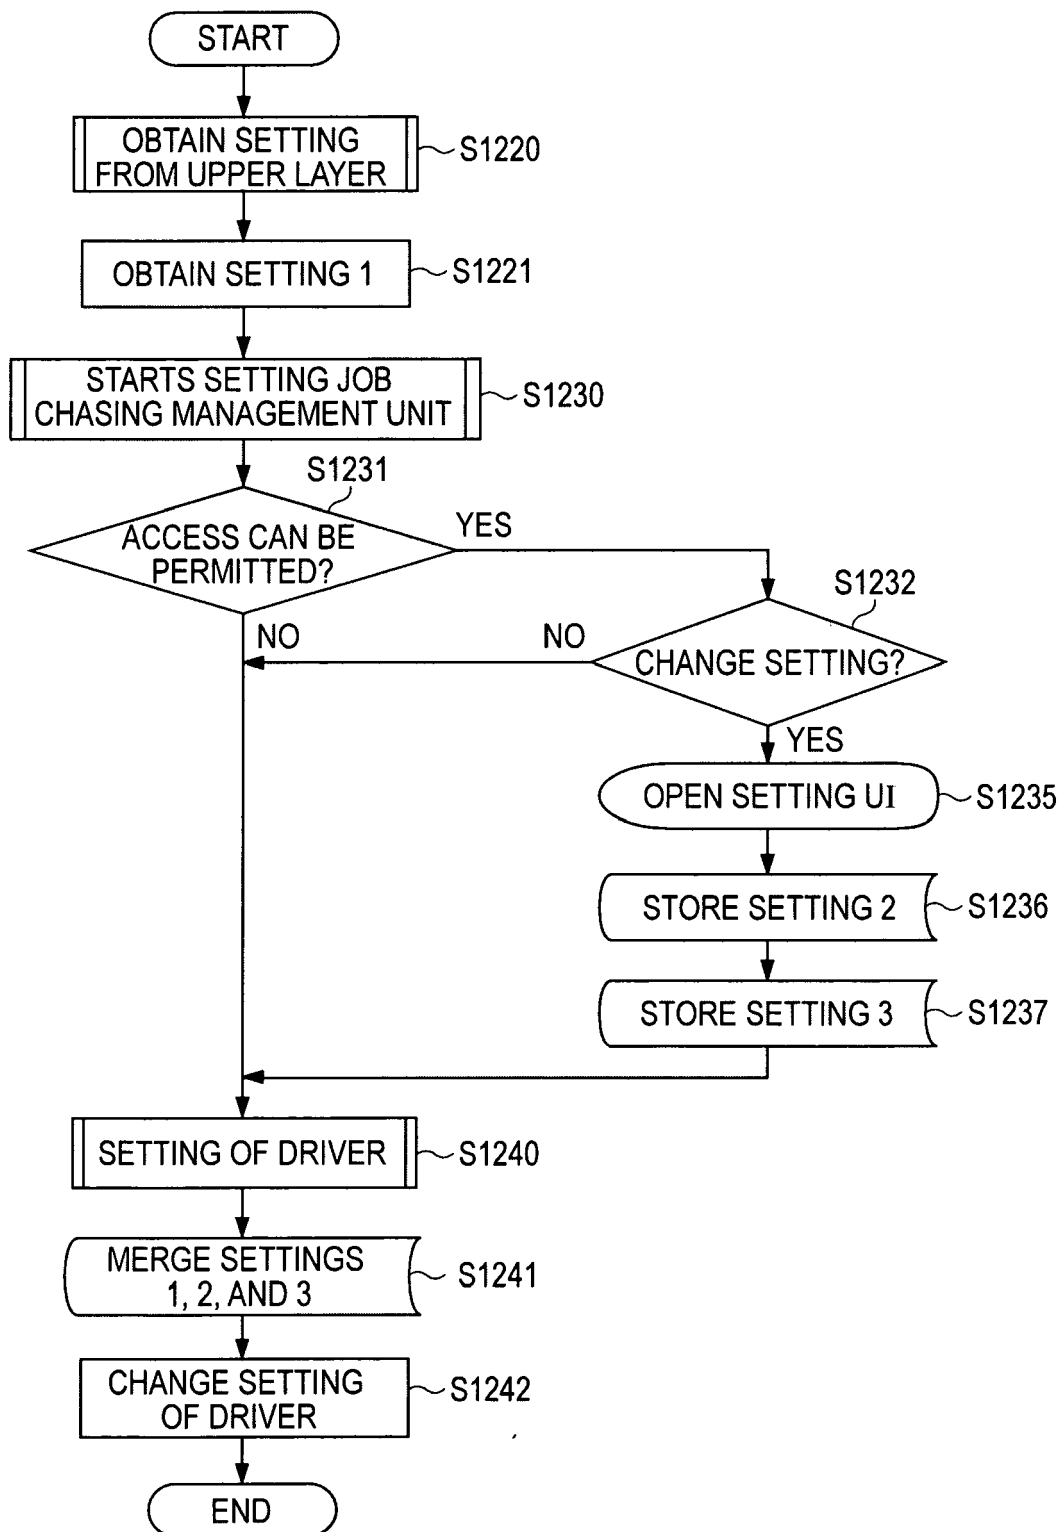 START
OBTAIN SETTING
FROM UPPER LAYER
S1220
OBTAIN SETTING 1
S1221
STARTS SETTING JOB
CHASING MANAGEMENT UNIT
S1230
S1231
ACCESS CAN BE
PERMITTED?
YES
S1232
NO
NO
CHANGE SETTING?
YES
OPEN SETTING UI
S1235
STORE SETTING 2
S1236
STORE SETTING 3
S1237
SETTING OF DRIVER
S1240
MERGE SETTINGS
1, 2, AND 3
S1241
CHANGE SETTING
OF DRIVER
S1242
END